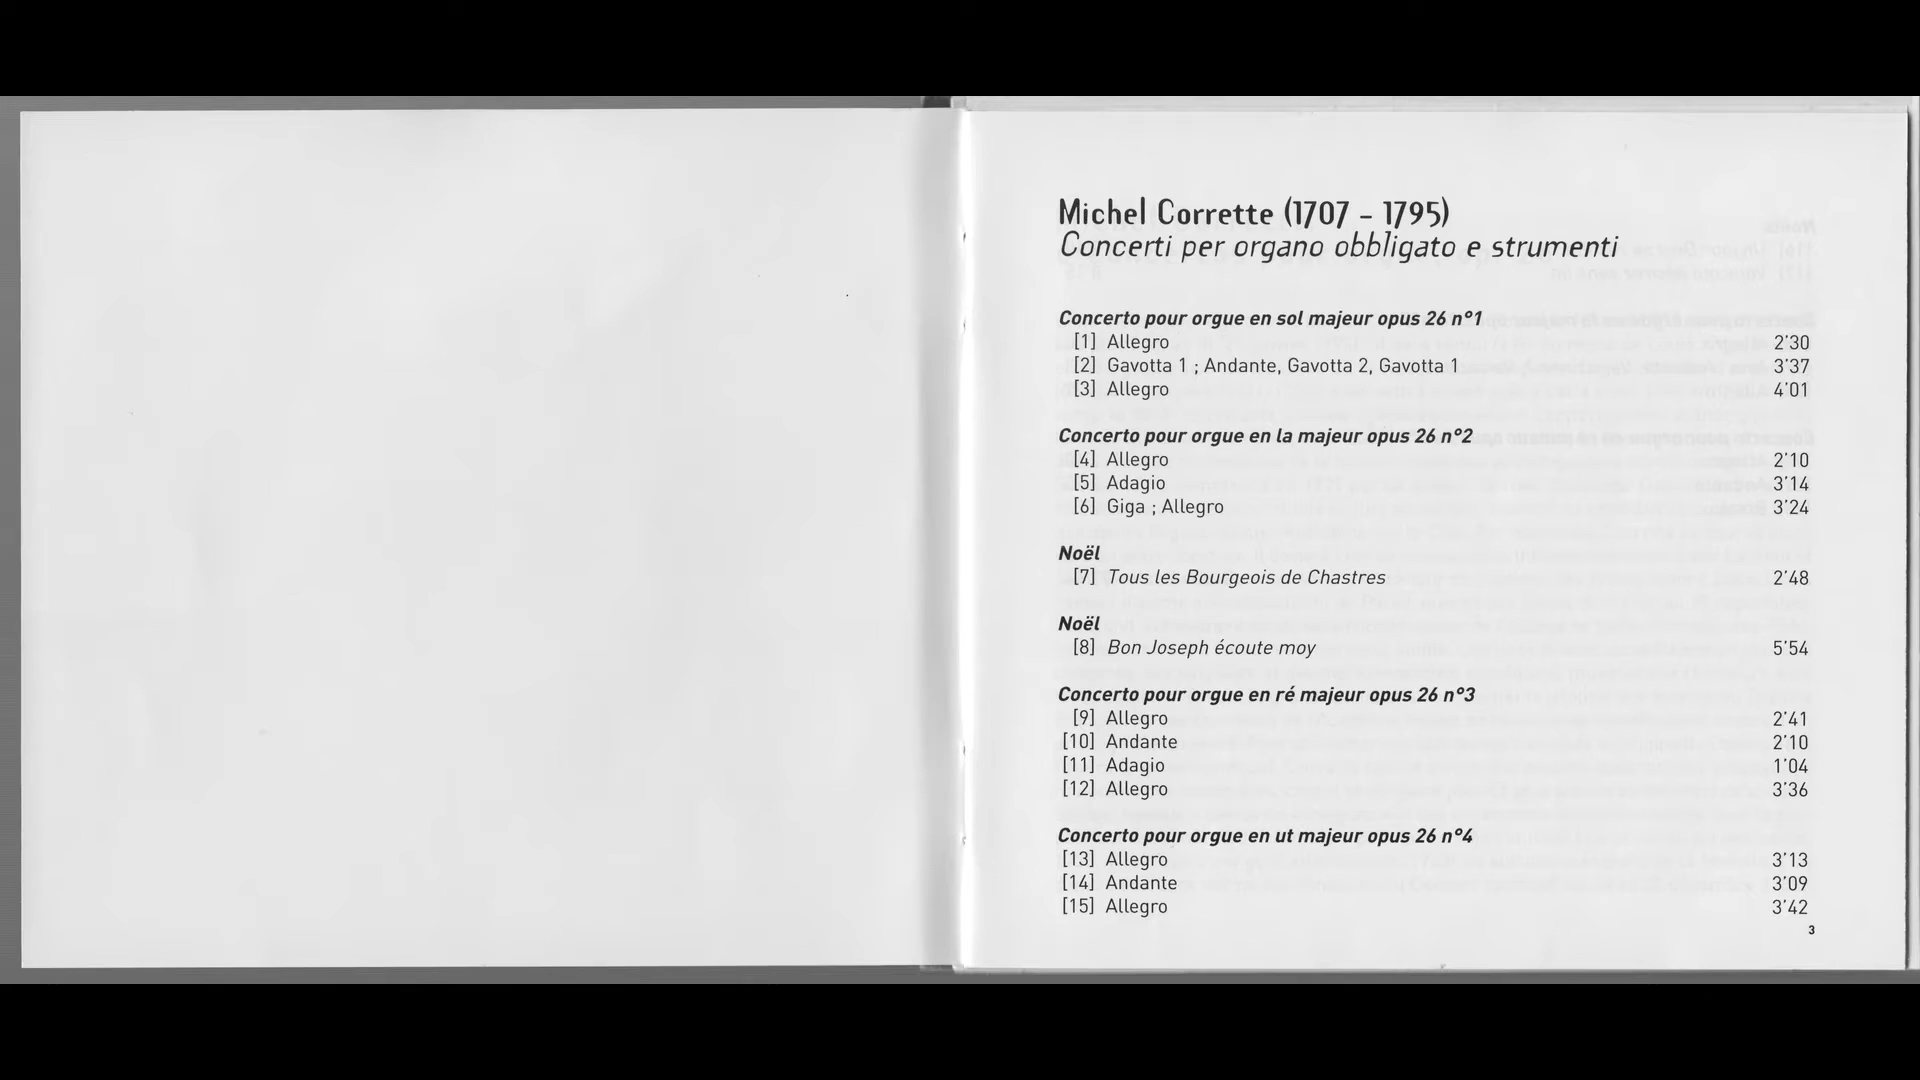 Michel Corrette (1707 - 1795)
Concerti per organo obbligato e strumenti
Concerto pour orgue en sol majeur opus 26 n°1
[1] Allegro 2'30
[2] Gavotta 1 ; Andante, Gavotta 2, Gavotta 1 3'37
[3] Allegro 4'01
Concerto pour orgue en la majeur opus 26 n°2
[4] Allegro 2'10
[5] Adagio 3'14
[6] Giga ; Allegro 3'24
Noël
[7] Tous les Bourgeois de Chastres 2'48
Noël
[8] Bon Joseph écoute moy 5'54
Concerto pour orgue en ré majeur opus 26 n°3
[9] Allegro 2'41
[10] Andante 2'10
[11] Adagio 1'04
[12] Allegro 3'36
Concerto pour orgue en ut majeur opus 26 n°4
[13] Allegro 3'13
[14] Andante 3'09
[15] Allegro 3'42
3